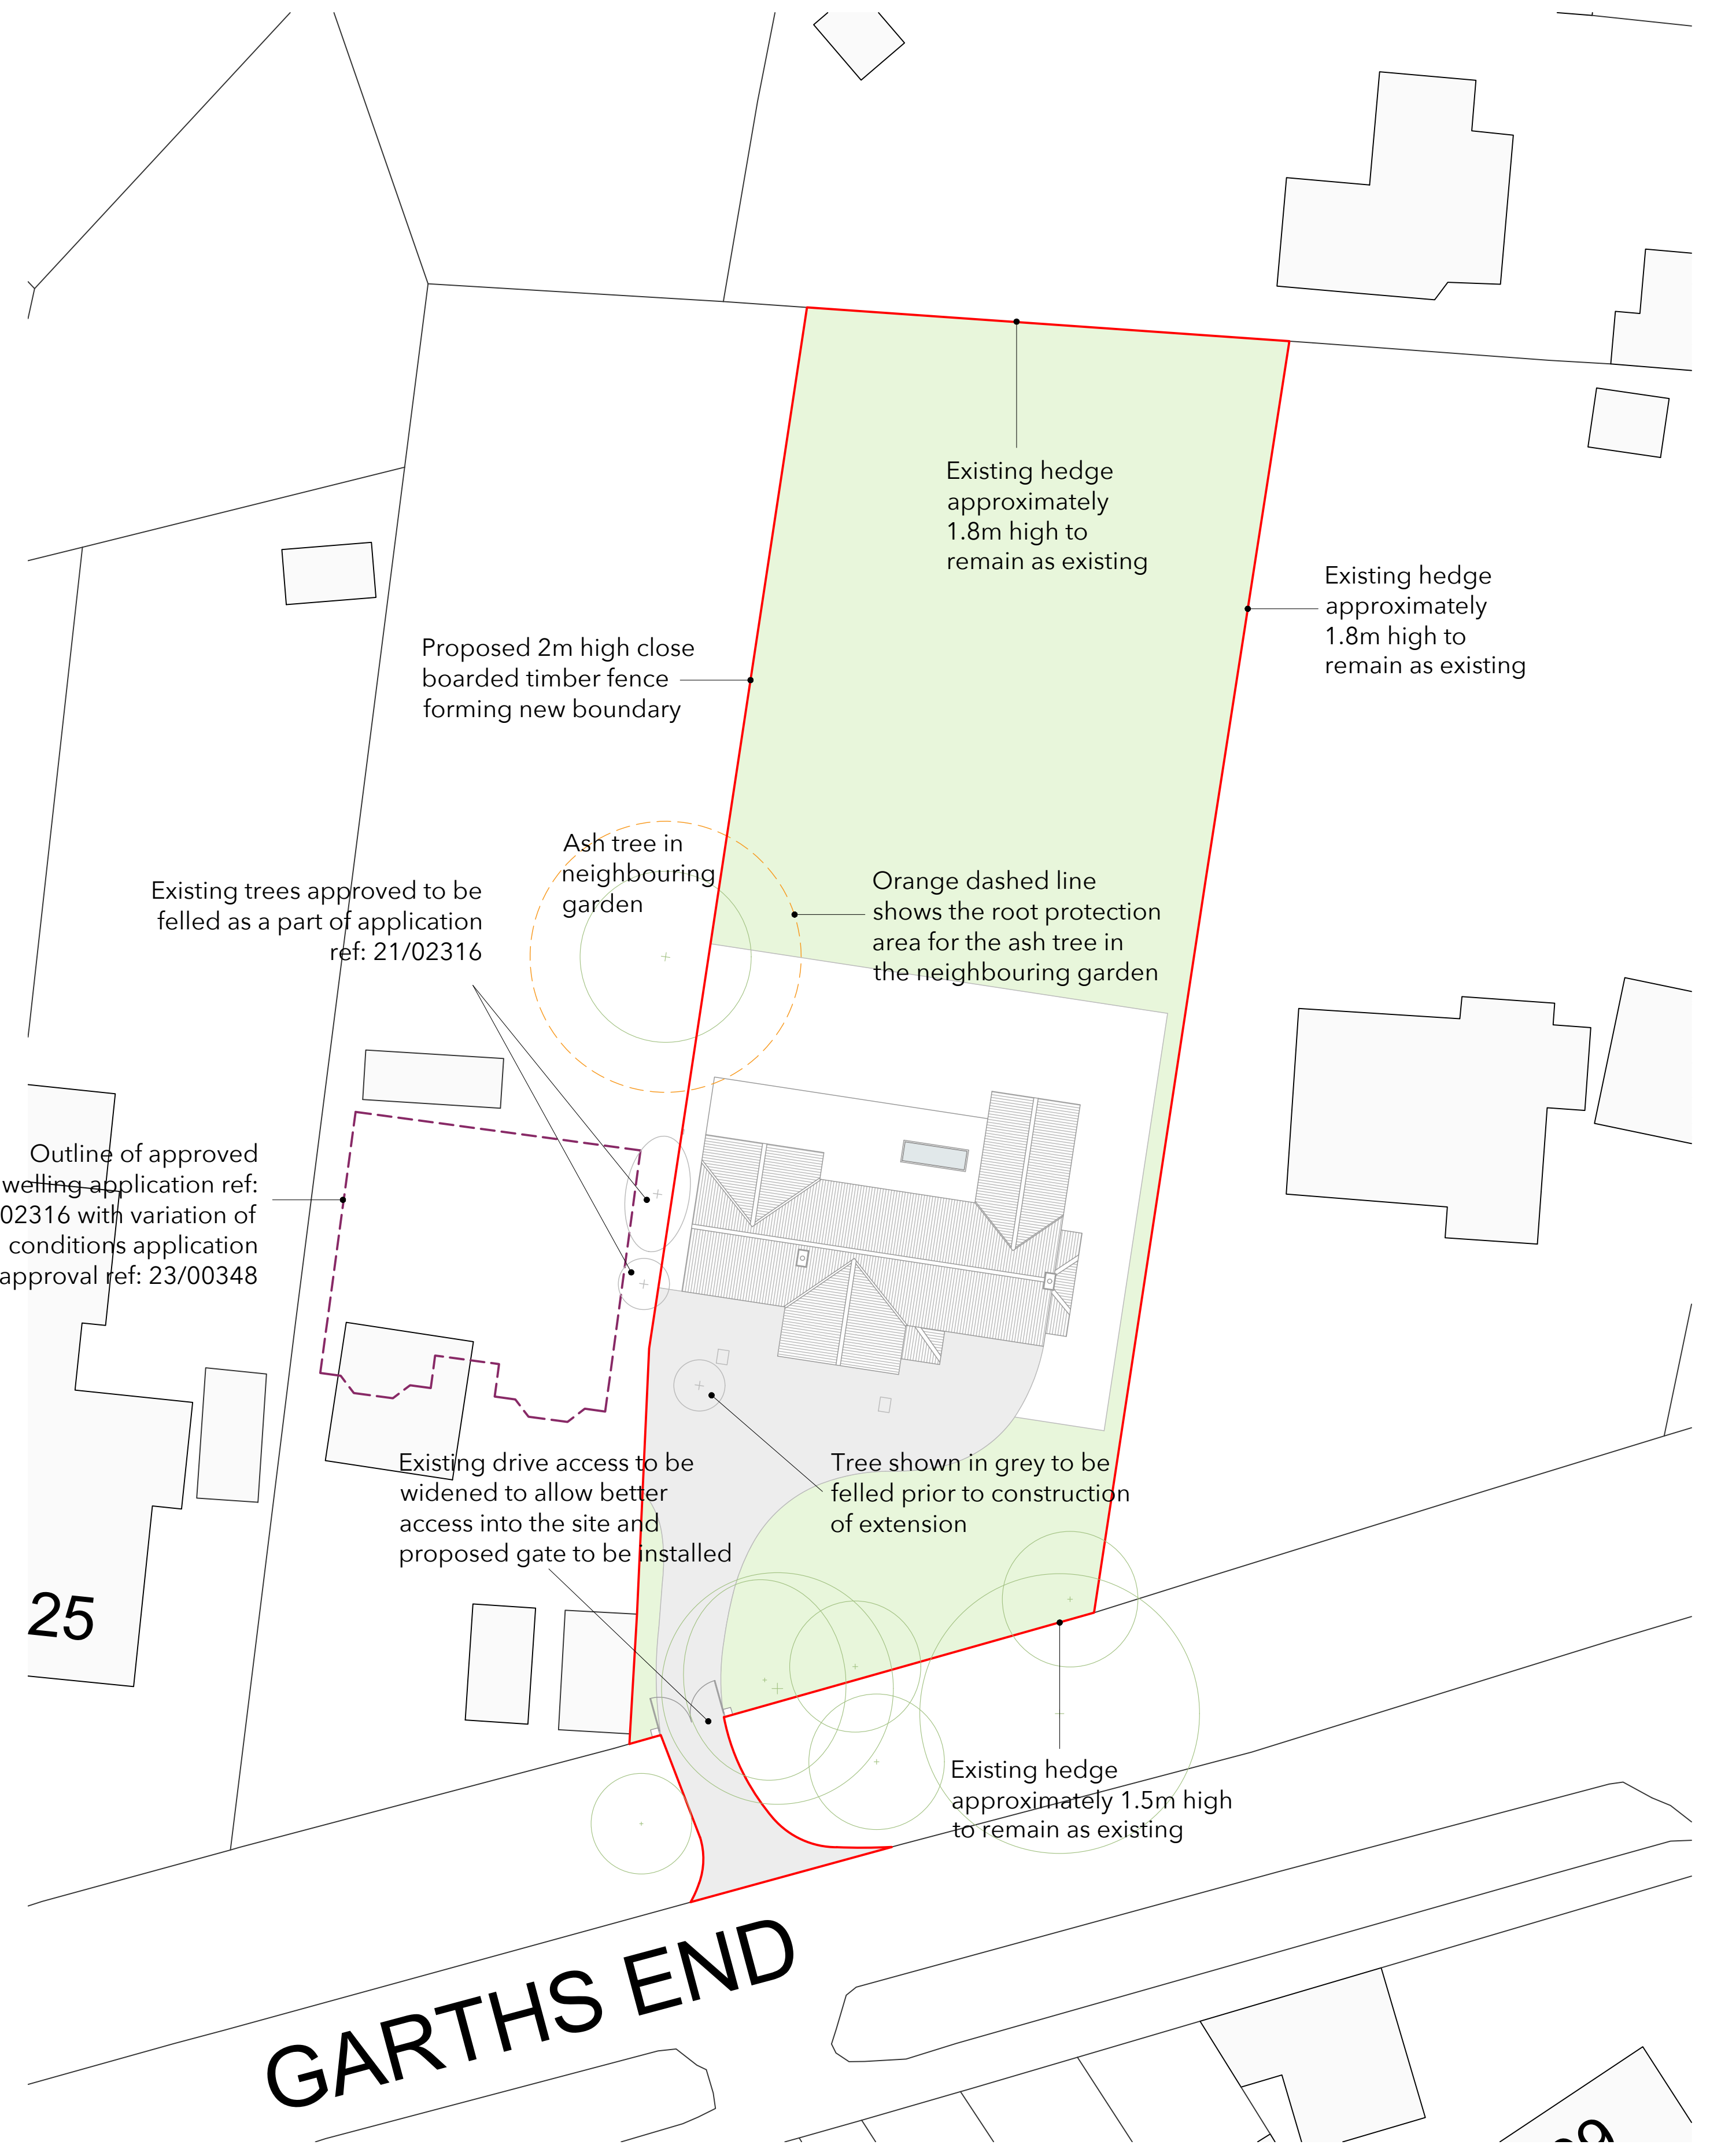 Existing hedge
approximately
1.8m high to
remain as existing
Existing hedge
approximately
1.8m high to
remain as existing
Proposed 2m high close
boarded timber fence
forming new boundary
Ash tree in
neighbouring
garden
Existing trees approved to be
felled as a part of application
ref: 21/02316
Orange dashed line
shows the root protection
area for the ash tree in
the neighbouring garden
Outline of approved
welling application ref:
02316 with variation of
conditions application
approval ref: 23/00348
Existing drive access to be
widened to allow better
access into the site and
proposed gate to be installed
Tree shown in grey to be
felled prior to construction
of extension
25
Existing hedge
approximately 1.5m high
to remain as existing
GARTHS END